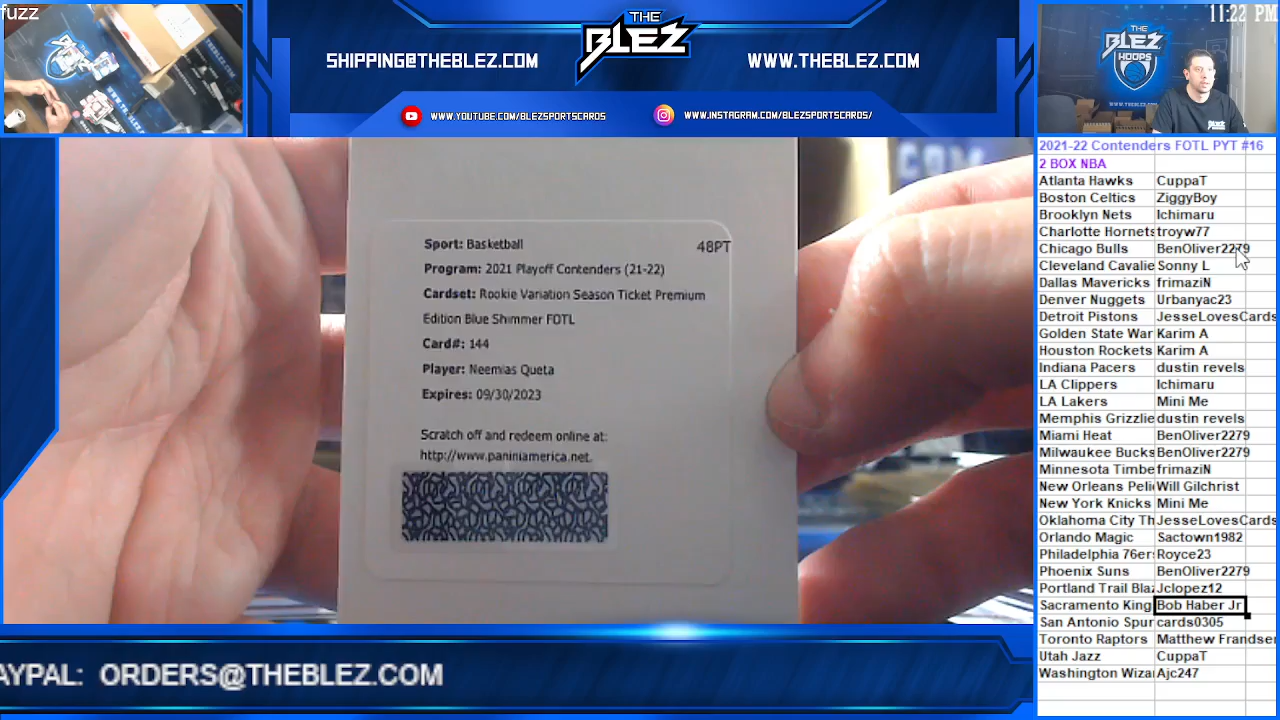 fuzz
SHIPPING@THEBLEZ.COM
THE
BLEZ
WWW.THEBLEZ.COM
WWW.YOUTUBE.COM/BLEZSPORTSCARDS
WWW.INSTAGRAM.COM/BLEZSPORTSCARDS/
11:22 PM
THE
BLEZ
HOOPS
Sport: Basketball
48PT
Program: 2021 Playoff Contenders (21-22)
Cardset: Rookie Variation Season Ticket Premium
Edition Blue Shimmer FOTL
Card#: 144
Player: Neemias Queta
Expires: 09/30/2023
Scratch off and redeem online at:
http://www.paniniamerica.net.
2021-22 Contenders FOTL PYT #16
2 BOX NBA
Atlanta Hawks CuppaT
Boston Celtics ZiggyBoy
Brooklyn Nets Ichimaru
Charlotte Hornets troyw77
Chicago Bulls BenOliver2279
Cleveland Cavalie Sonny L
Dallas Mavericks frimaziN
Denver Nuggets Urbanyac23
Detroit Pistons JesseLovesCards
Golden State War Karim A
Houston Rockets Karim A
Indiana Pacers dustin revels
LA Clippers Ichimaru
LA Lakers Mini Me
Memphis Grizzlie dustin revels
Miami Heat BenOliver2279
Milwaukee Bucks BenOliver2279
Minnesota Timbe frimaziN
New Orleans Peli Will Gilchrist
New York Knicks Mini Me
Oklahoma City Th JesseLovesCards
Orlando Magic Sactown1982
Philadelphia 76ers Royce23
Phoenix Suns BenOliver2279
Portland Trail Blaz Jclopez12
Sacramento King Bob Haber Jr
San Antonio Spur cards0305
Toronto Raptors Matthew Frandsen
Utah Jazz CuppaT
Washington Wizar Ajc247
AYPAL: ORDERS@THEBLEZ.COM